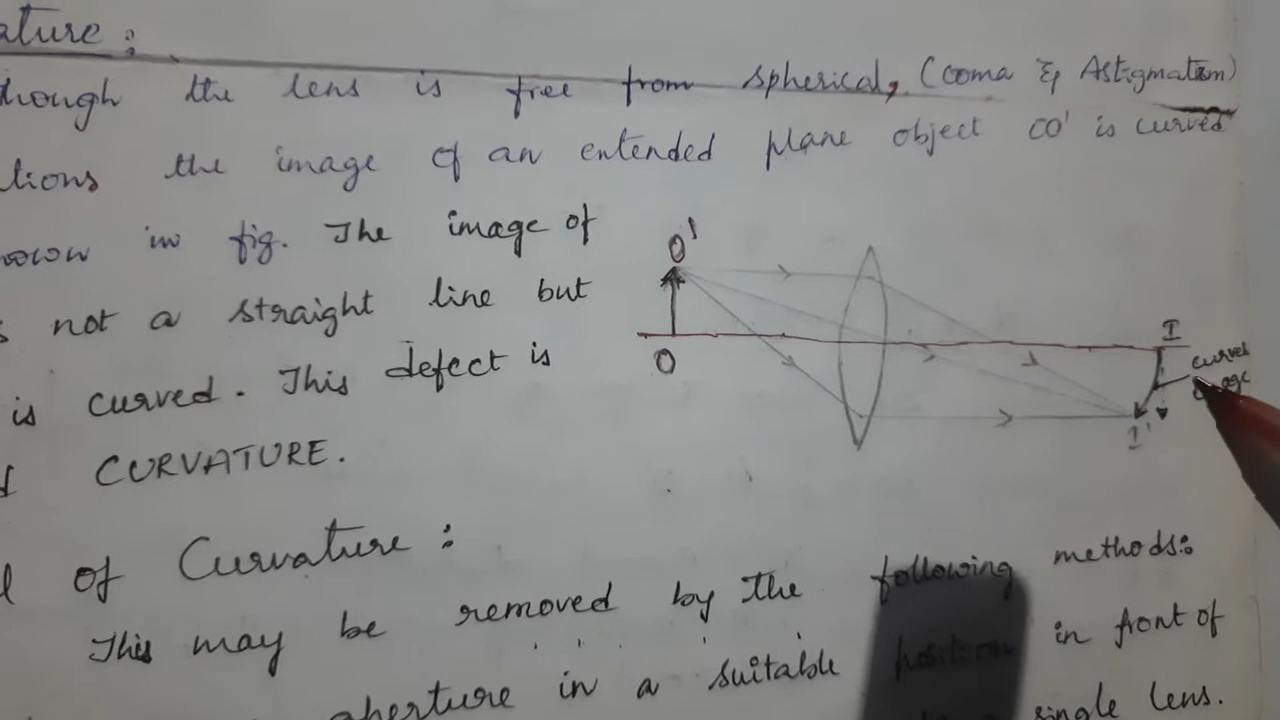 ature :
hough the lens is free from spherical, (coma & Astigmatism)
tions the image of an extended plane object OO' is curved
hown in fig. The image of
s not a straight line but
is curved. This defect is
d CURVATURE.
O'
O
I
curved image
I'
l of Curvature :
This may be removed by the following methods:
aperture in a suitable position in front of
single lens.